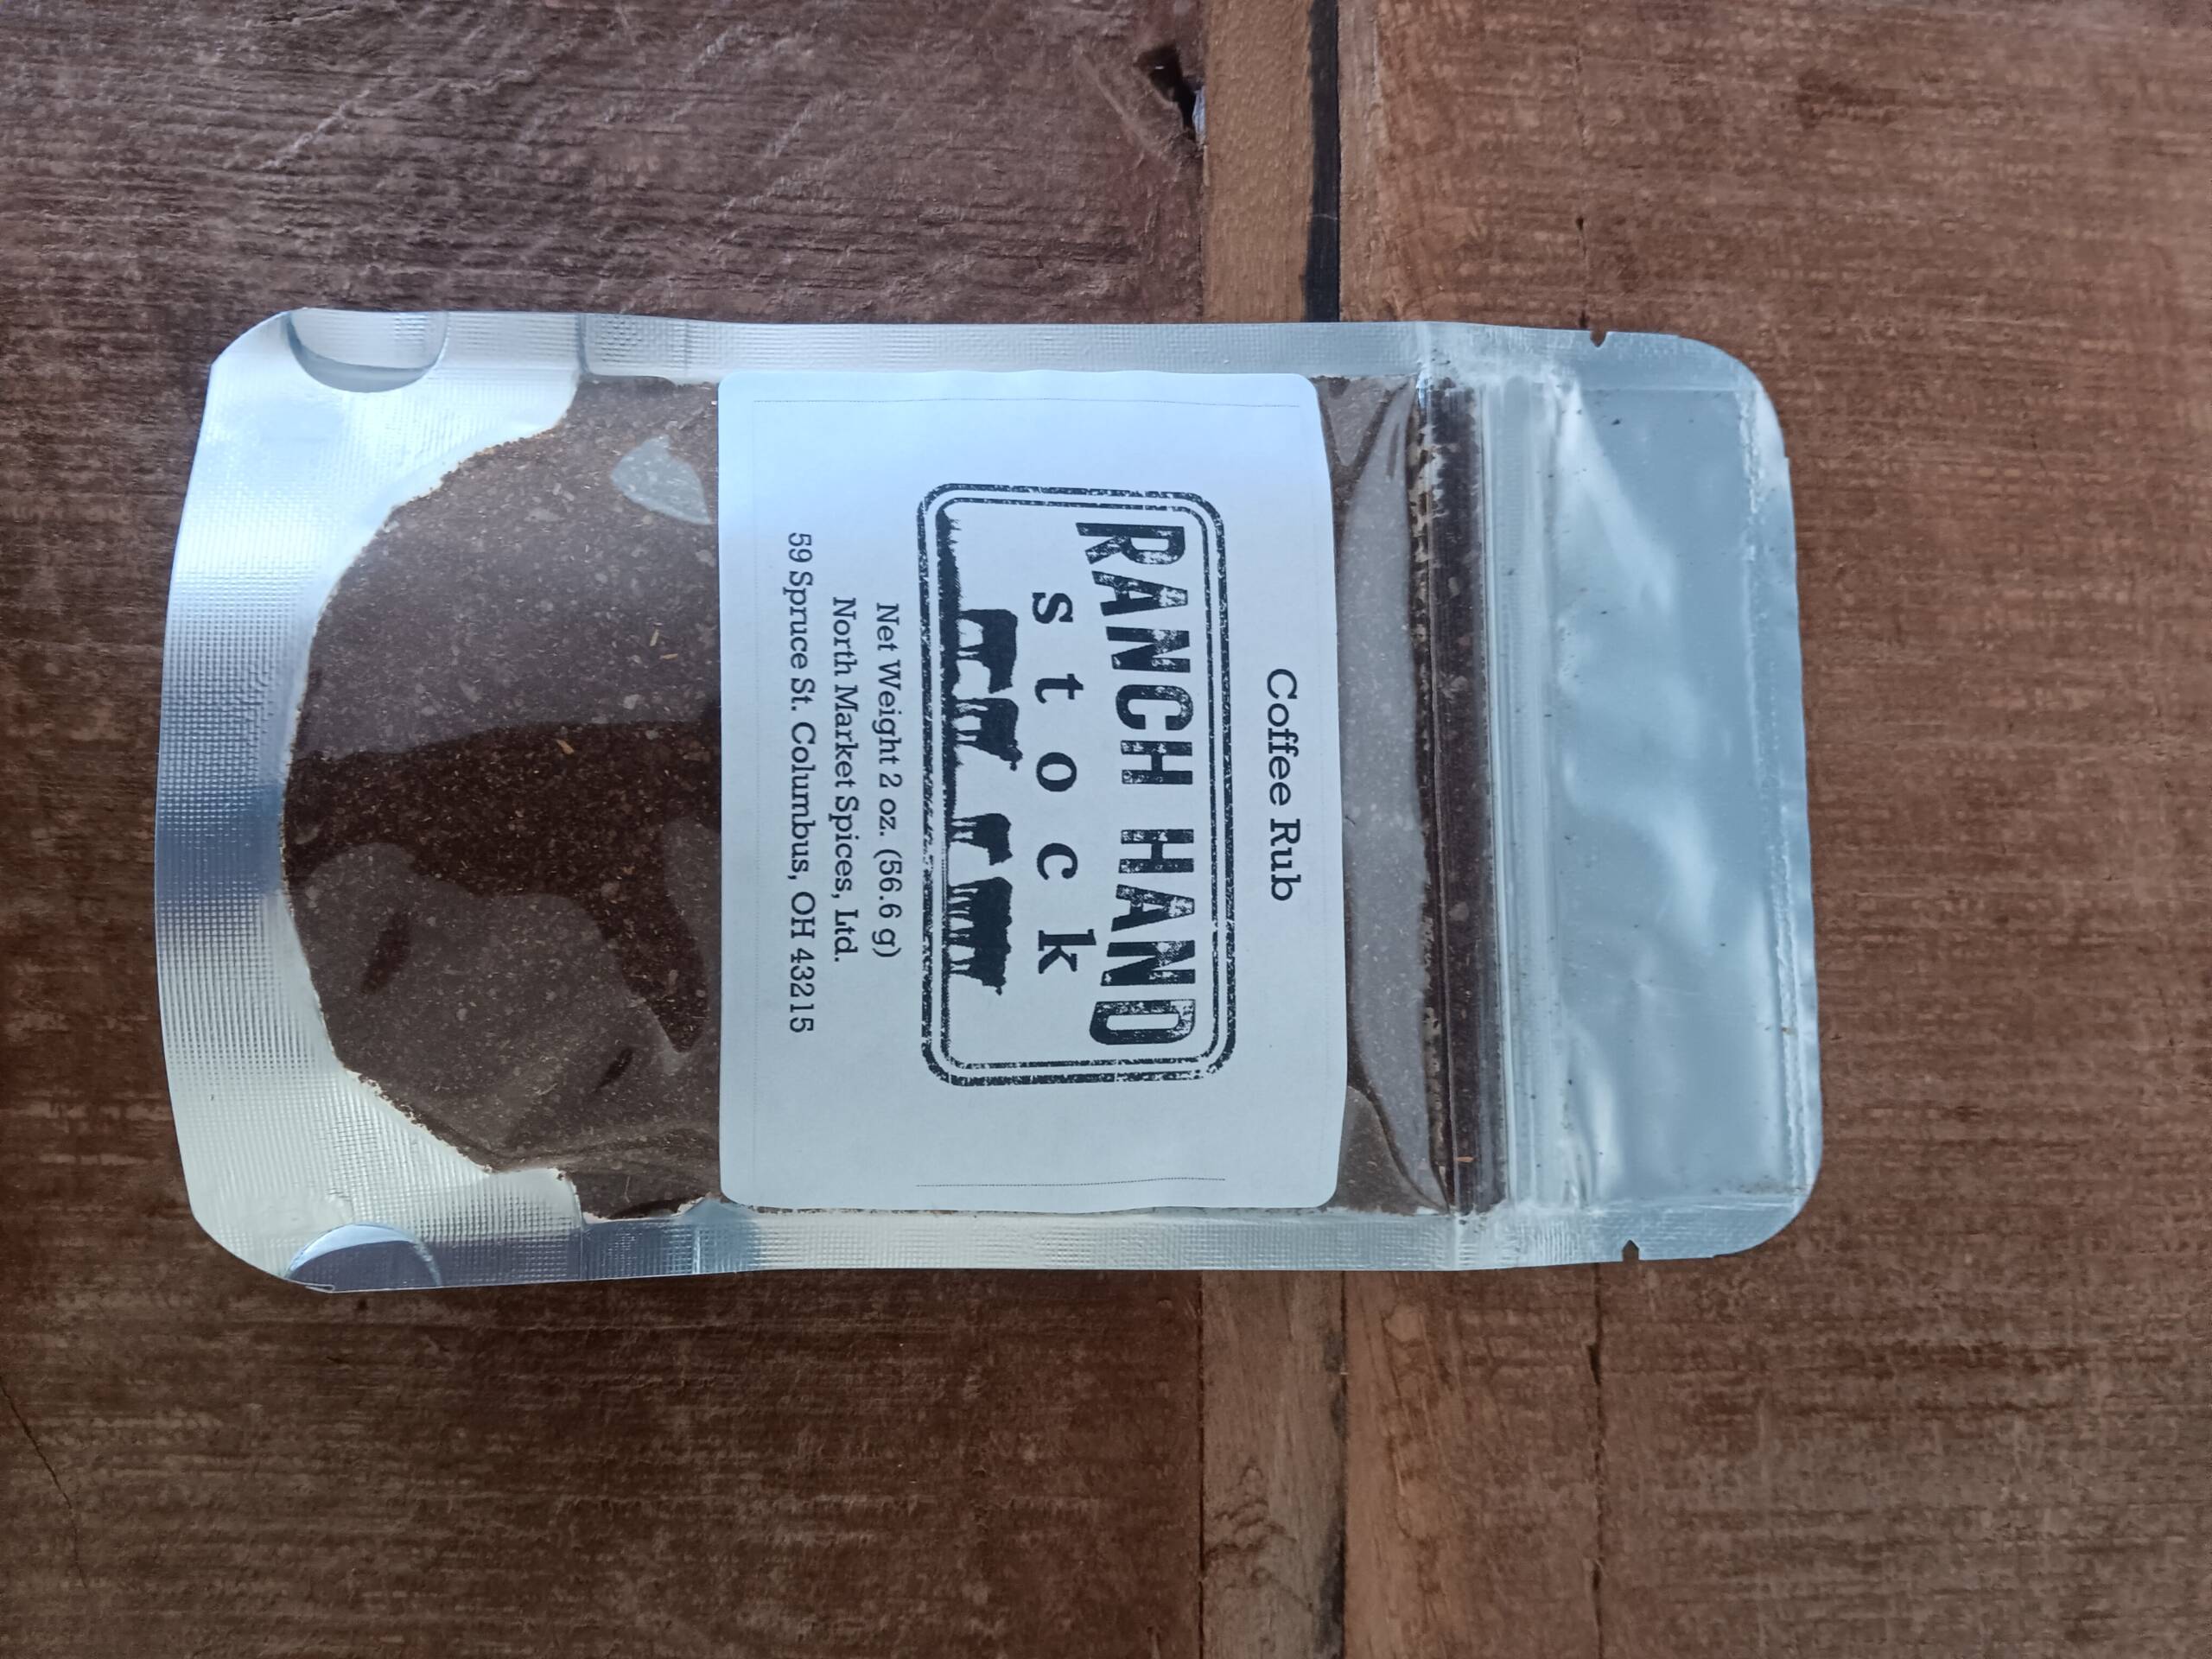 Coffee Rub
RANCH HAND
stock
Net Weight 2 oz. (56.6 g)
North Market Spices, Ltd.
59 Spruce St. Columbus, OH 43215